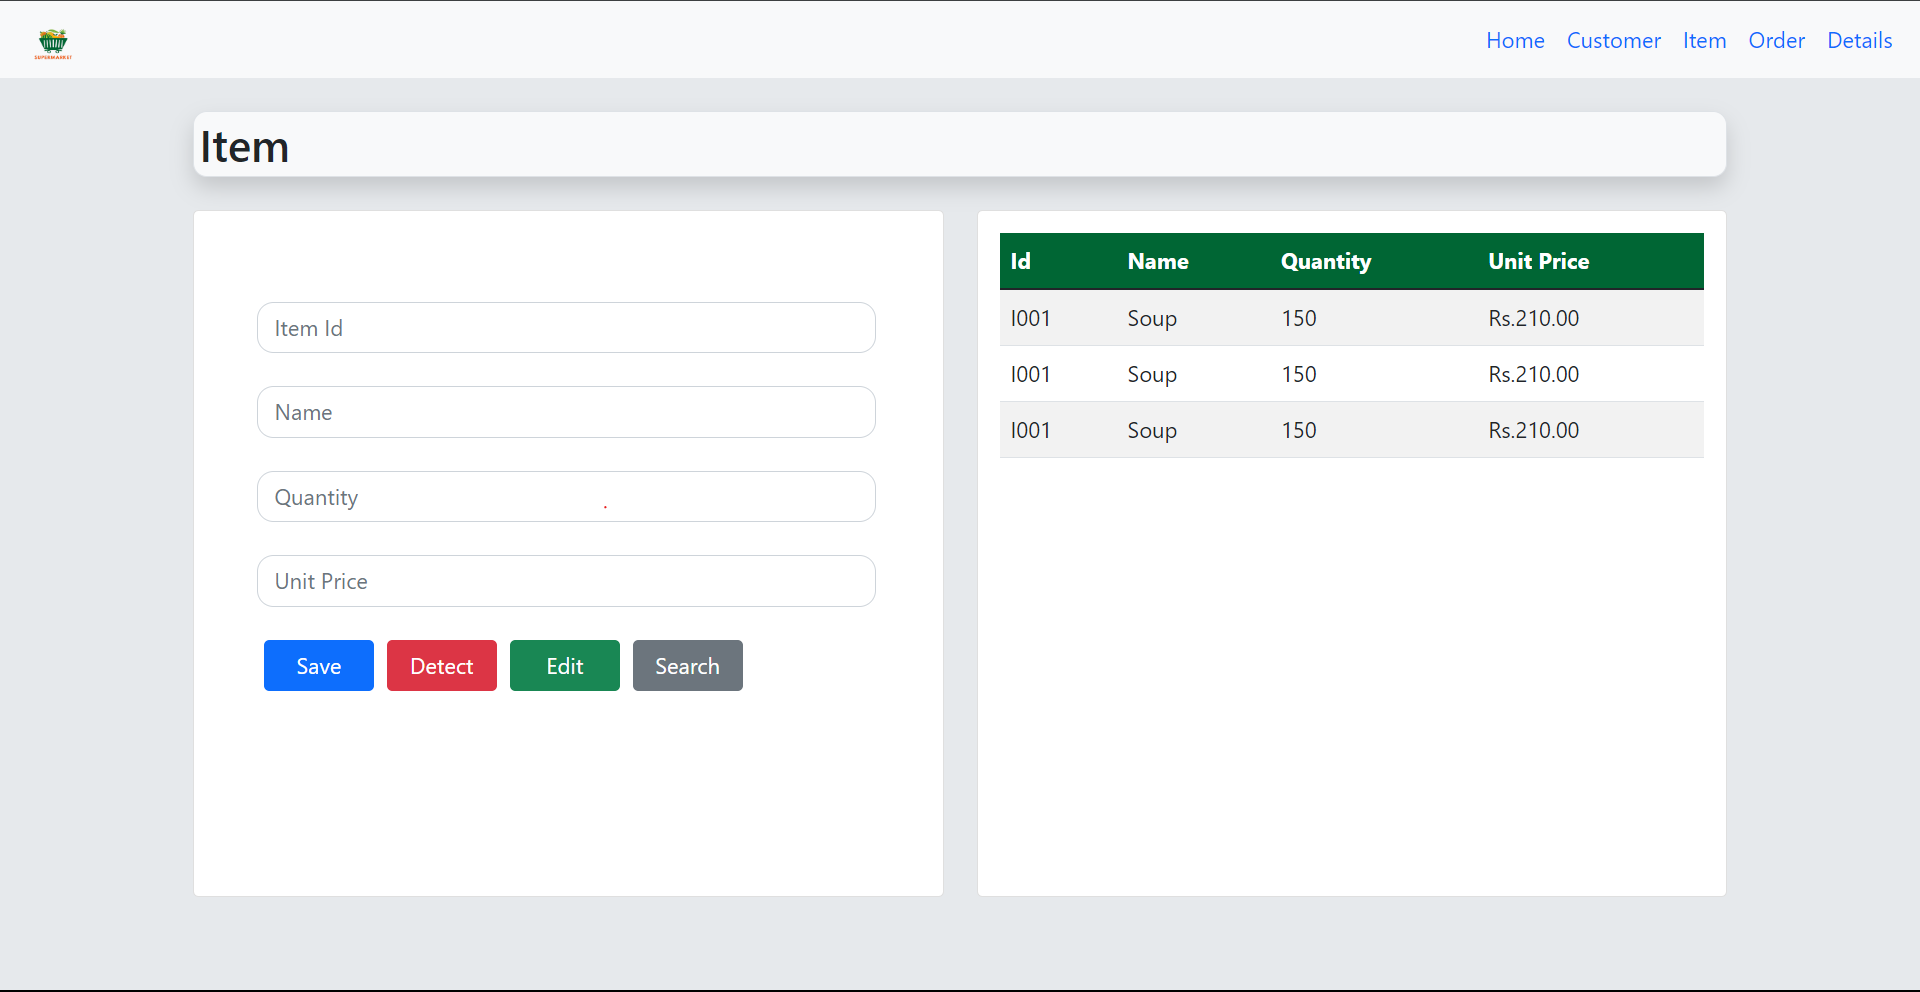 SUPERMARKET
Home Customer Item Order Details
Item
Item Id
Name
Quantity
Unit Price
Save Detect Edit Search
Id Name Quantity Unit Price
I001 Soup 150 Rs.210.00
I001 Soup 150 Rs.210.00
I001 Soup 150 Rs.210.00